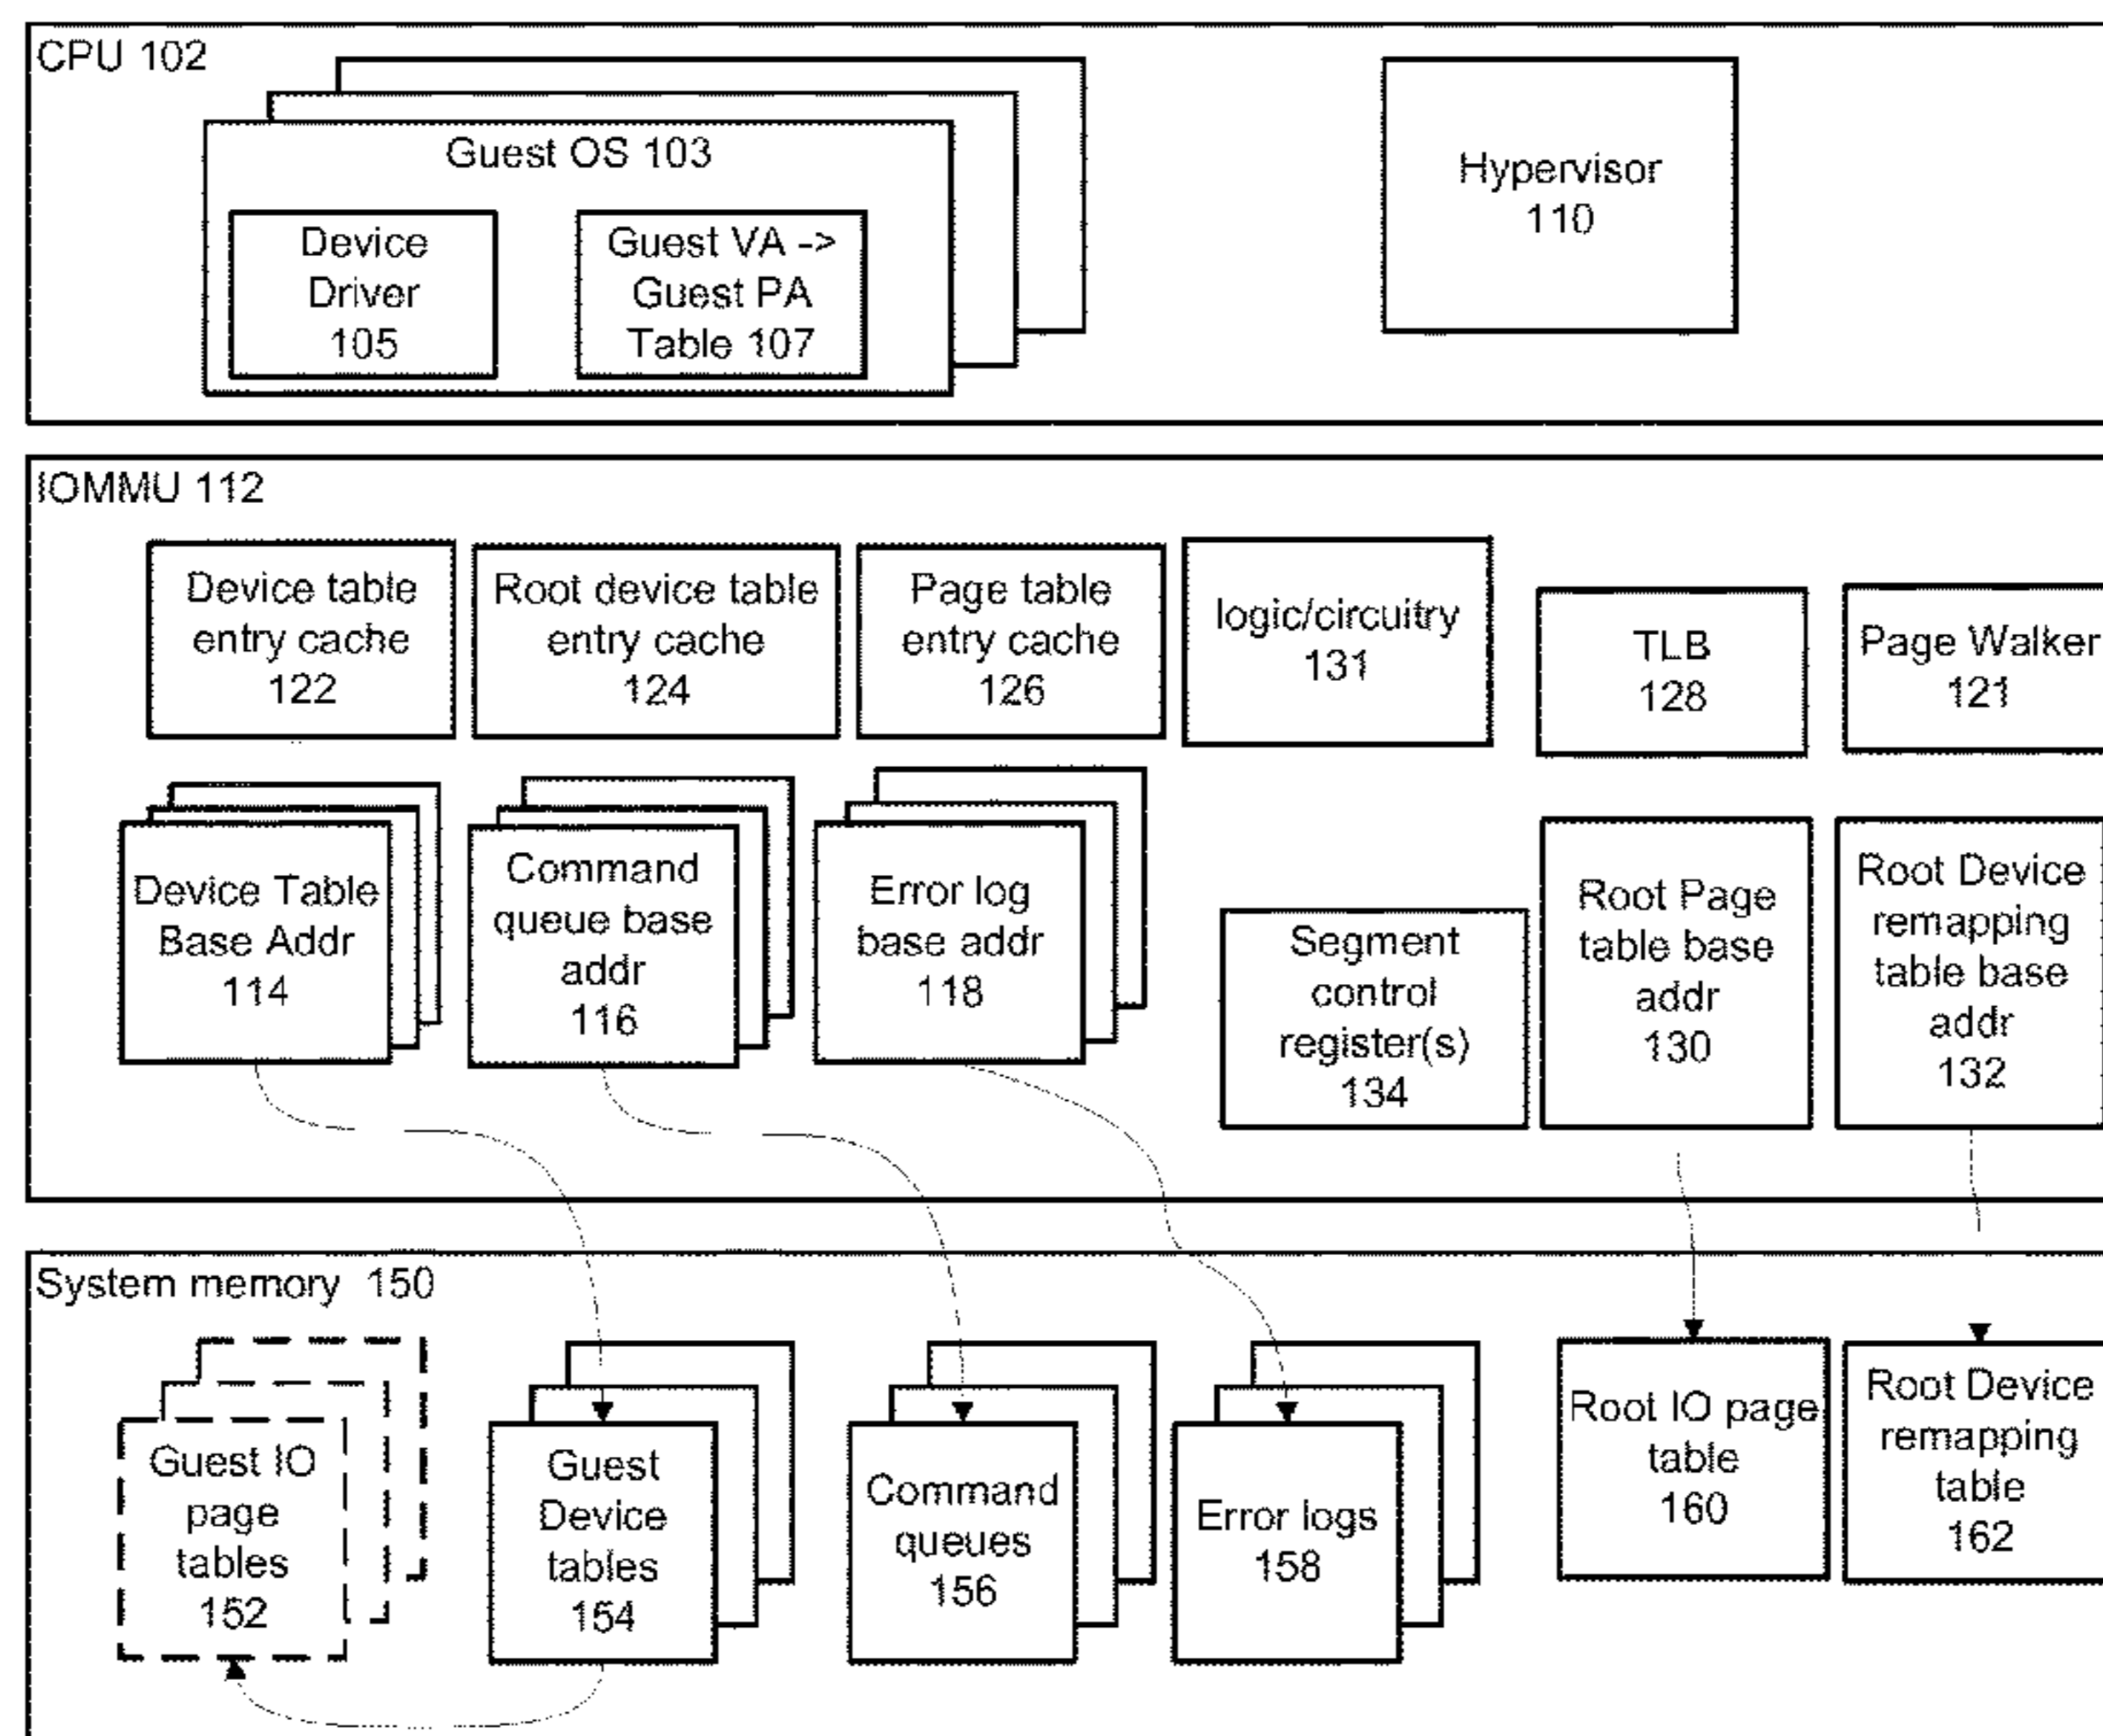 CPU 102
Guest OS 103
Device
Driver
105
Guest VA ->
Guest PA
Table 107
Hypervisor
110
IOMMU 112
Device table
entry cache
122
Root device table
entry cache
124
Page table
entry cache
126
logic/circuitry
131
TLB
128
Page Walker
121
Device Table
Base Addr
114
Command
queue base
addr
116
Error log
base addr
118
Segment
control
register(s)
134
Root Page
table base
addr
130
Root Device
remapping
table base
addr
132
System memory 150
Guest IO
page
tables
152
Guest
Device
tables
154
Command
queues
156
Error logs
158
Root IO page
table
160
Root Device
remapping
table
162